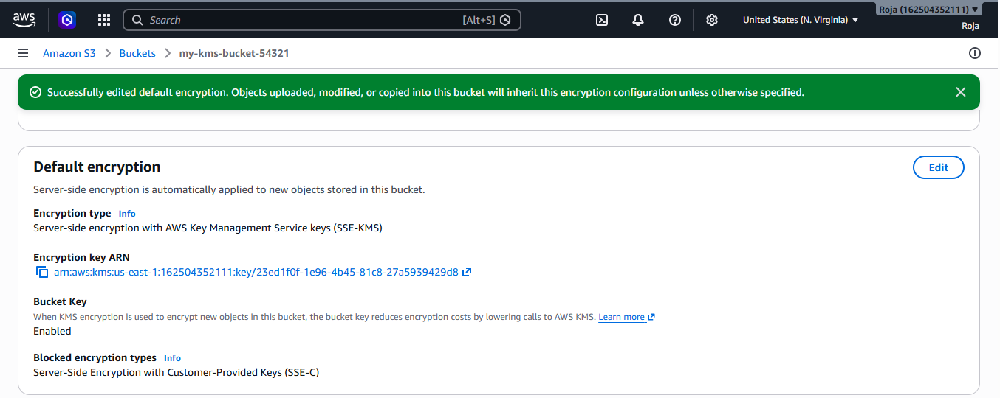 aws
Search [Alt+S]
United States (N. Virginia)
Roja (162504352111)
Roja
Amazon S3
Buckets
my-kms-bucket-54321
Successfully edited default encryption. Objects uploaded, modified, or copied into this bucket will inherit this encryption configuration unless otherwise specified.
Default encryption
Edit
Server-side encryption is automatically applied to new objects stored in this bucket.
Encryption type Info
Server-side encryption with AWS Key Management Service keys (SSE-KMS)
Encryption key ARN
arn:aws:kms:us-east-1:162504352111:key/23ed1f0f-1e96-4b45-81c8-27a5939429d8
Bucket Key
When KMS encryption is used to encrypt new objects in this bucket, the bucket key reduces encryption costs by lowering calls to AWS KMS. Learn more
Enabled
Blocked encryption types Info
Server-Side Encryption with Customer-Provided Keys (SSE-C)